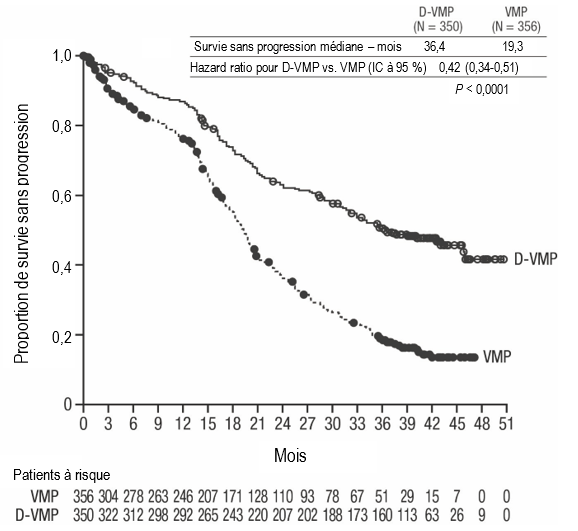 D-VMP VMP
(N = 350) (N = 356)
Survie sans progression médiane – mois 36,4 19,3
Hazard ratio pour D-VMP vs. VMP (IC à 95 %) 0,42 (0,34-0,51)
P < 0,0001
Proportion de survie sans progression
1,0
0,8
0,6
0,4
0,2
0
D-VMP
VMP
0 3 6 9 12 15 18 21 24 27 30 33 36 39 42 45 48 51
Mois
Patients à risque
VMP 356 304 278 263 246 207 171 128 110 93 78 67 51 29 15 7 0 0
D-VMP 350 322 312 298 292 265 243 220 207 202 188 173 160 113 63 26 9 0